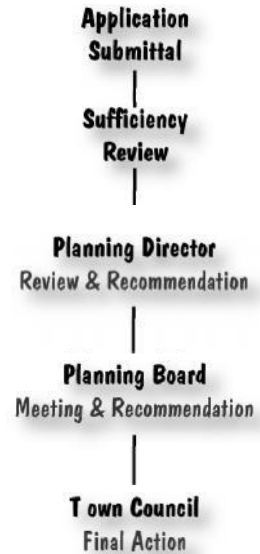 Application
Submittal
Sufficiency
Review
Planning Director
Review & Recommendation
Planning Board
Meeting & Recommendation
Town Council
Final Action